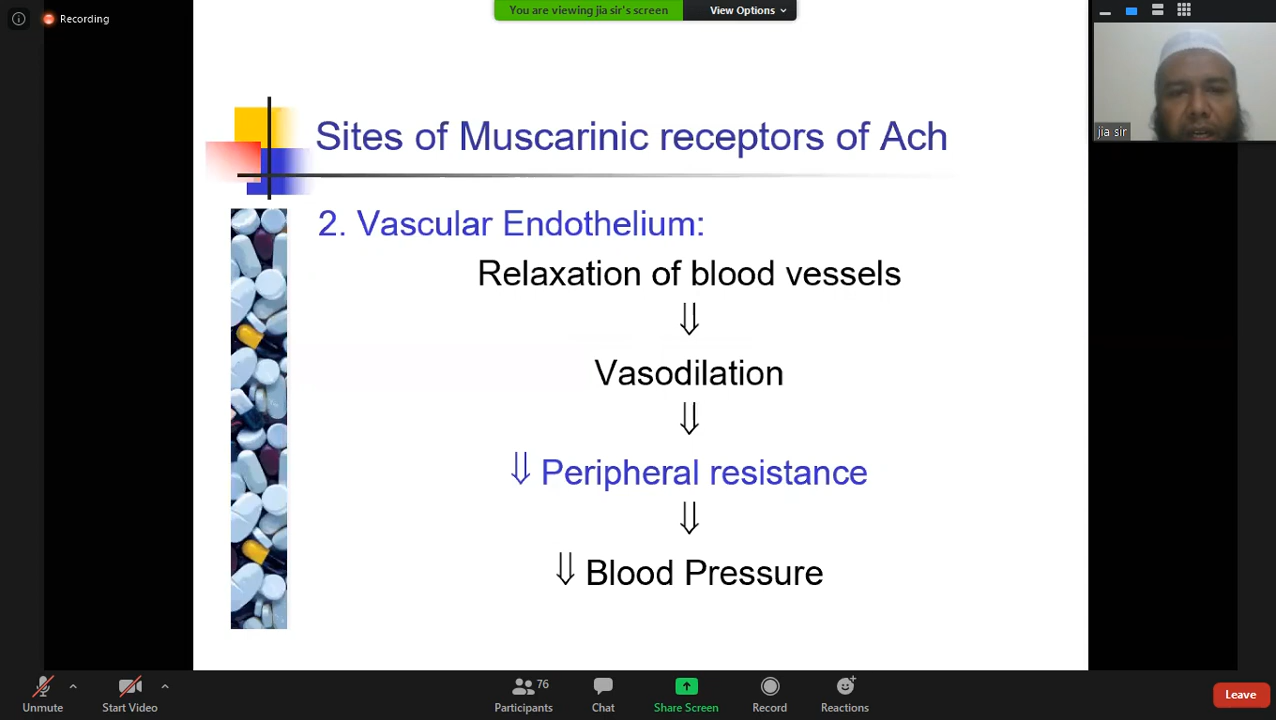 Recording
You are viewing jia sir's screen
View Options
jia sir
Sites of Muscarinic receptors of Ach
2. Vascular Endothelium:
Relaxation of blood vessels
⇓
Vasodilation
⇓
⇓ Peripheral resistance
⇓
⇓ Blood Pressure
Unmute
Start Video
76
Participants
Chat
Share Screen
Record
Reactions
Leave